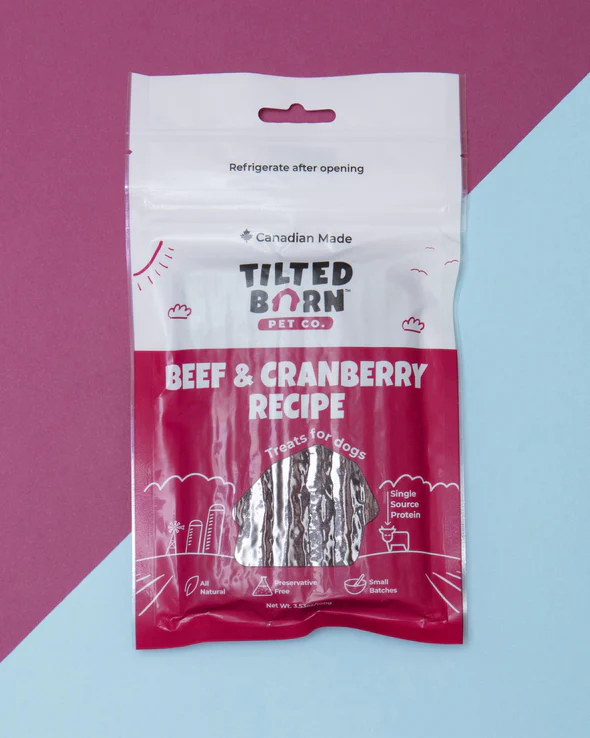 Refrigerate after opening
Canadian Made
TILTED
BARN™
PET CO.
BEEF & CRANBERRY
RECIPE
Treats for dogs
Single
Source
Protein
All
Natural
Preservative
Free
Small
Batches
Net Wt.